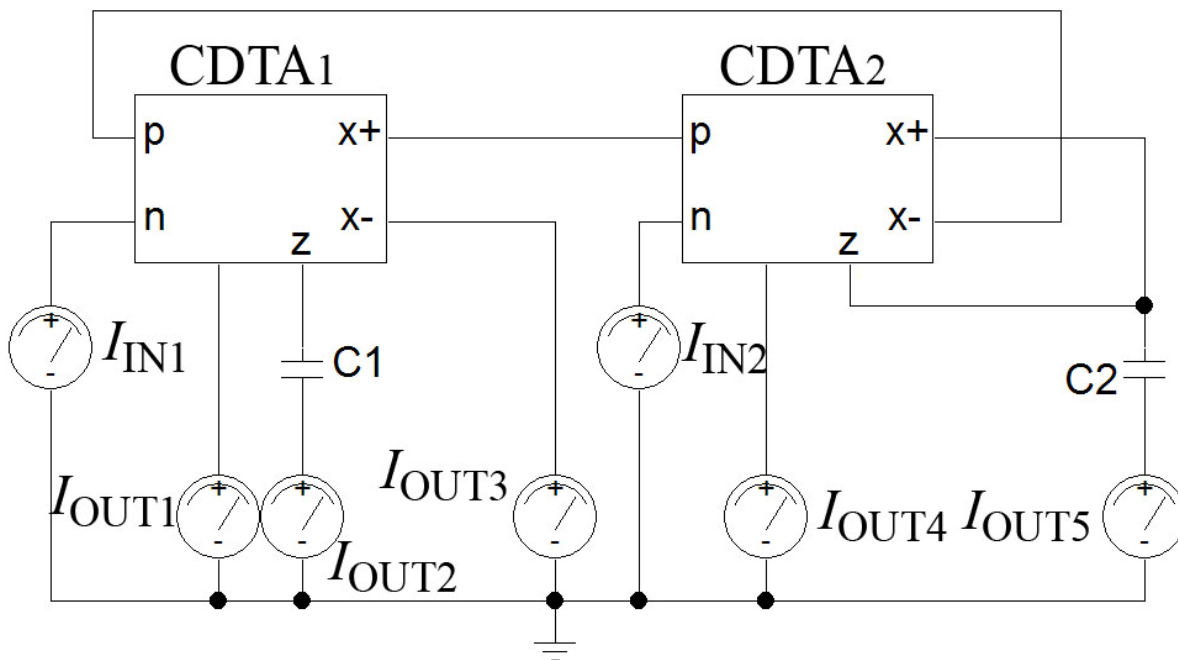 CDTA1 CDTA2
p x+ p x+
n x- n x-
z z
+ IIN1 + IIN2
- -
C1 C2
IOUT1 + + IOUT3 + + IOUT4 IOUT5 +
- - - - -
IOUT2